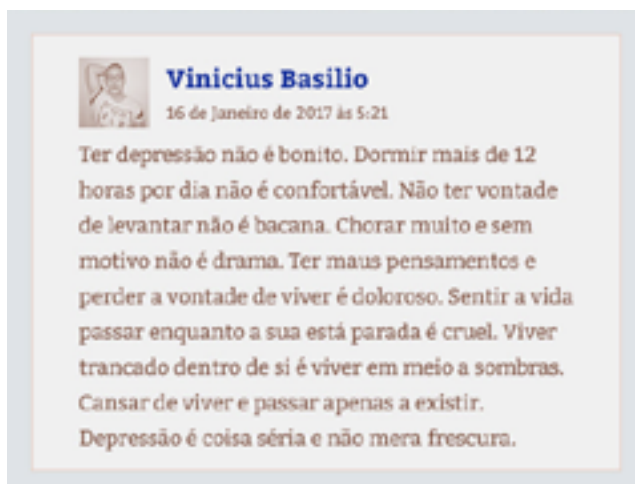 Vinicius Basilio
16 de Janeiro de 2017 às 5:21
Ter depressão não é bonito. Dormir mais de 12
horas por dia não é confortável. Não ter vontade
de levantar não é bacana. Chorar muito e sem
motivo não é drama. Ter maus pensamentos e
perder a vontade de viver é doloroso. Sentir a vida
passar enquanto a sua está parada é cruel. Viver
trancado dentro de si é viver em meio a sombras.
Cansar de viver e passar apenas a existir.
Depressão é coisa séria e não mera frescura.